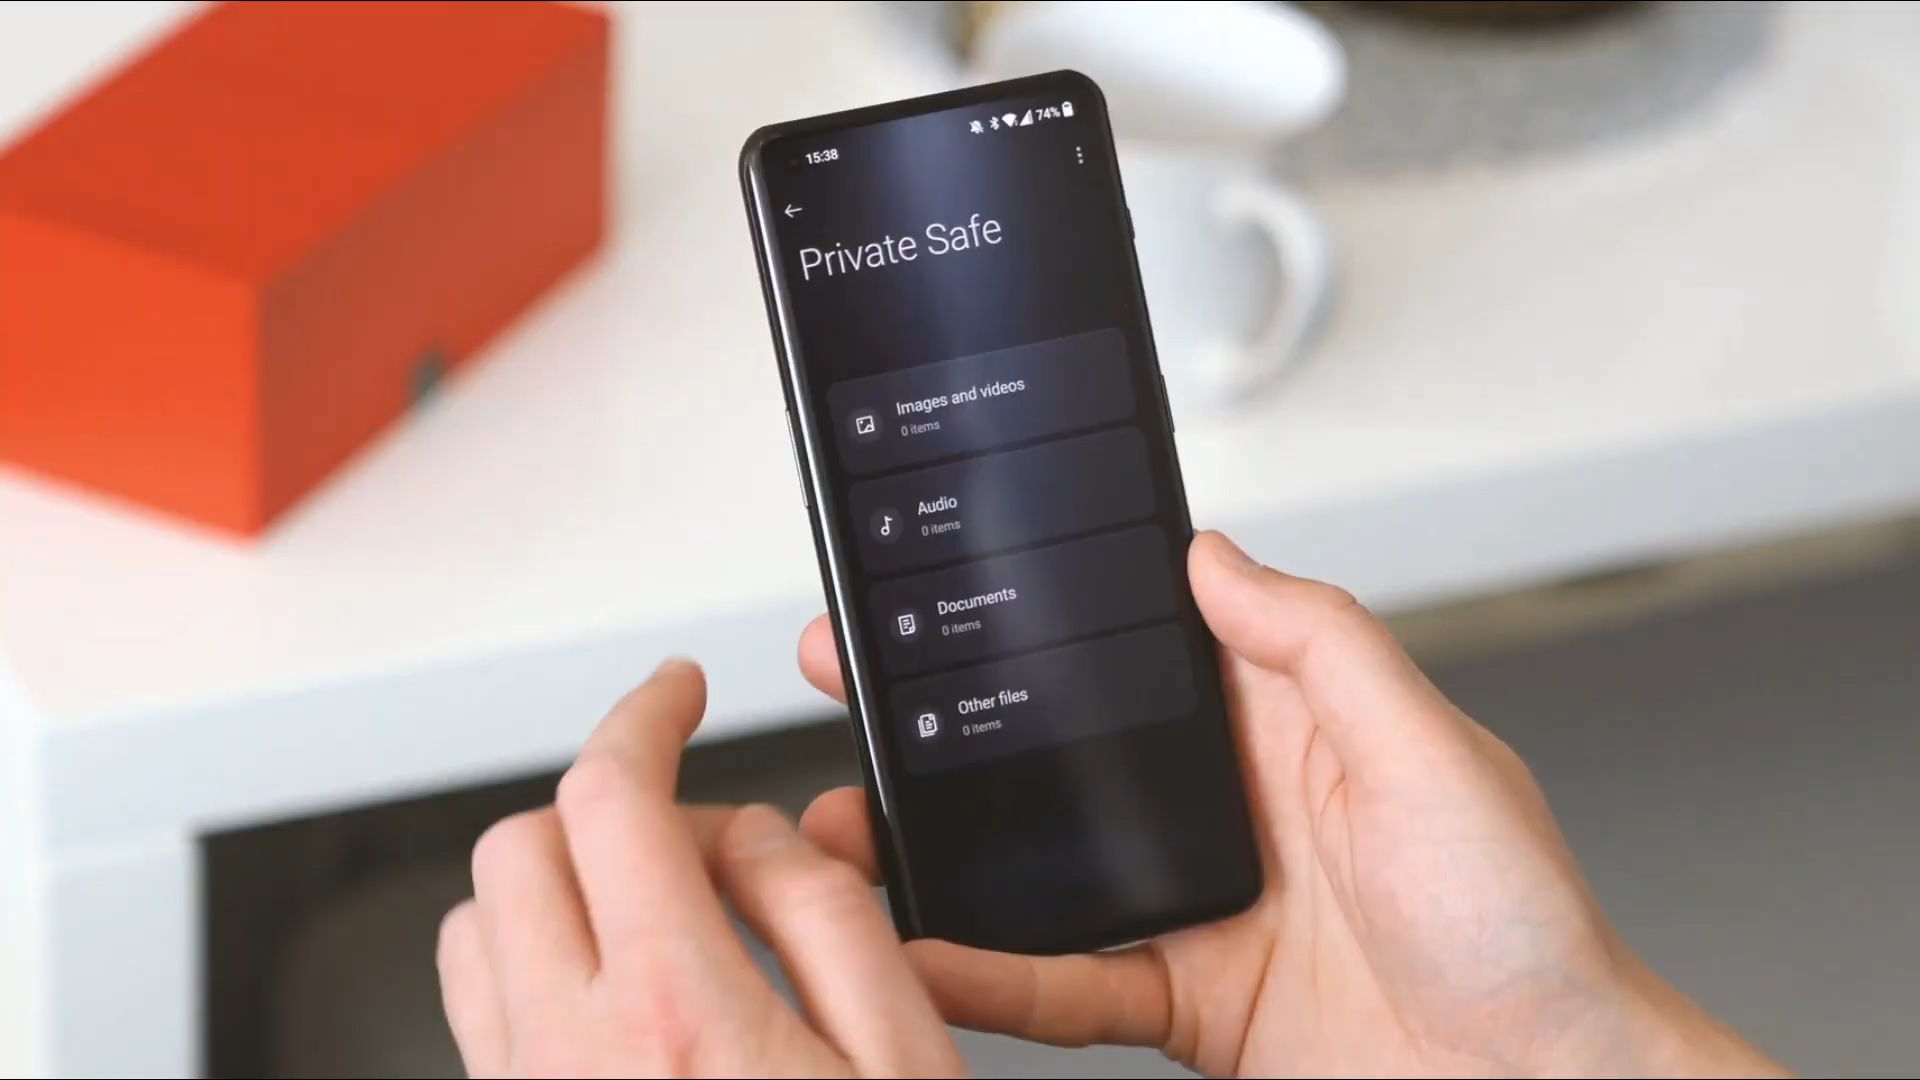 15:38
74%
Private Safe
Images and videos
0 items
Audio
0 items
Documents
0 items
Other files
0 items